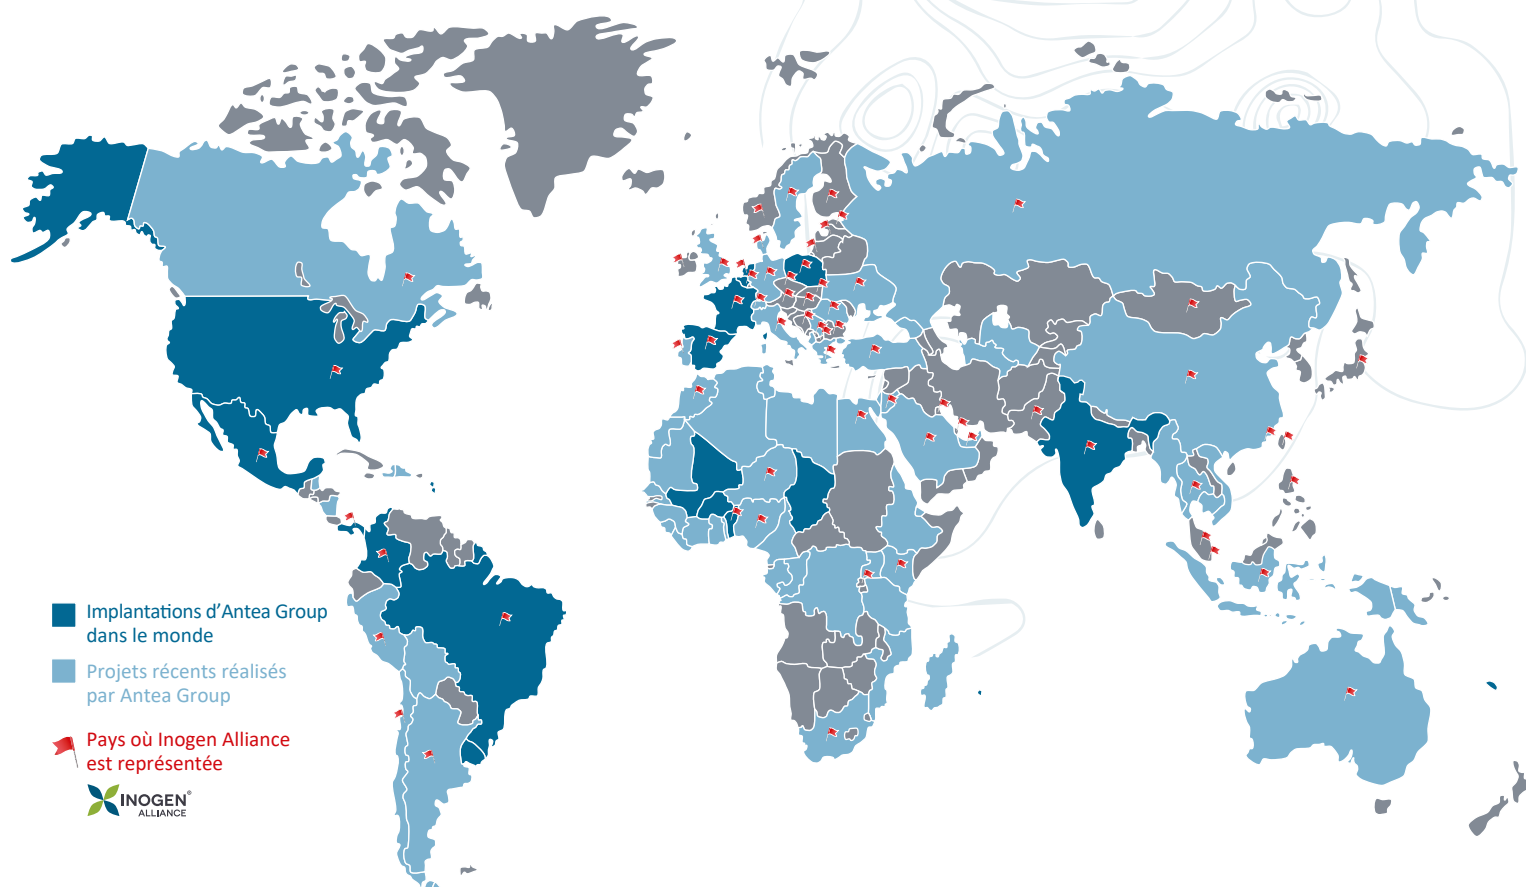 Implantations d'Antea Group
dans le monde
Projets récents réalisés
par Antea Group
Pays où Inogen Alliance
est représentée
INOGEN®
ALLIANCE